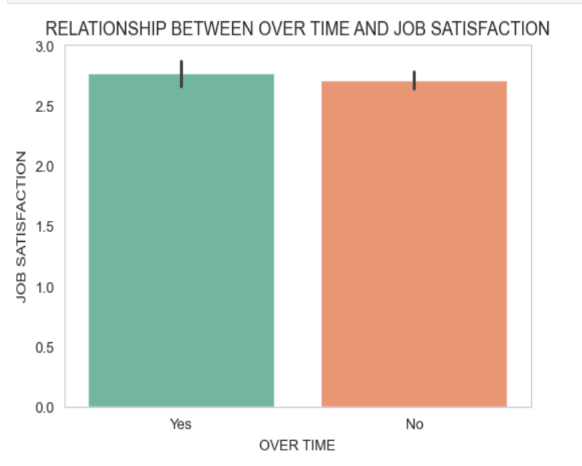 RELATIONSHIP BETWEEN OVER TIME AND JOB SATISFACTION
3.0
2.5
2.0
1.5
1.0
0.5
0.0
JOB SATISFACTION
Yes No
OVER TIME